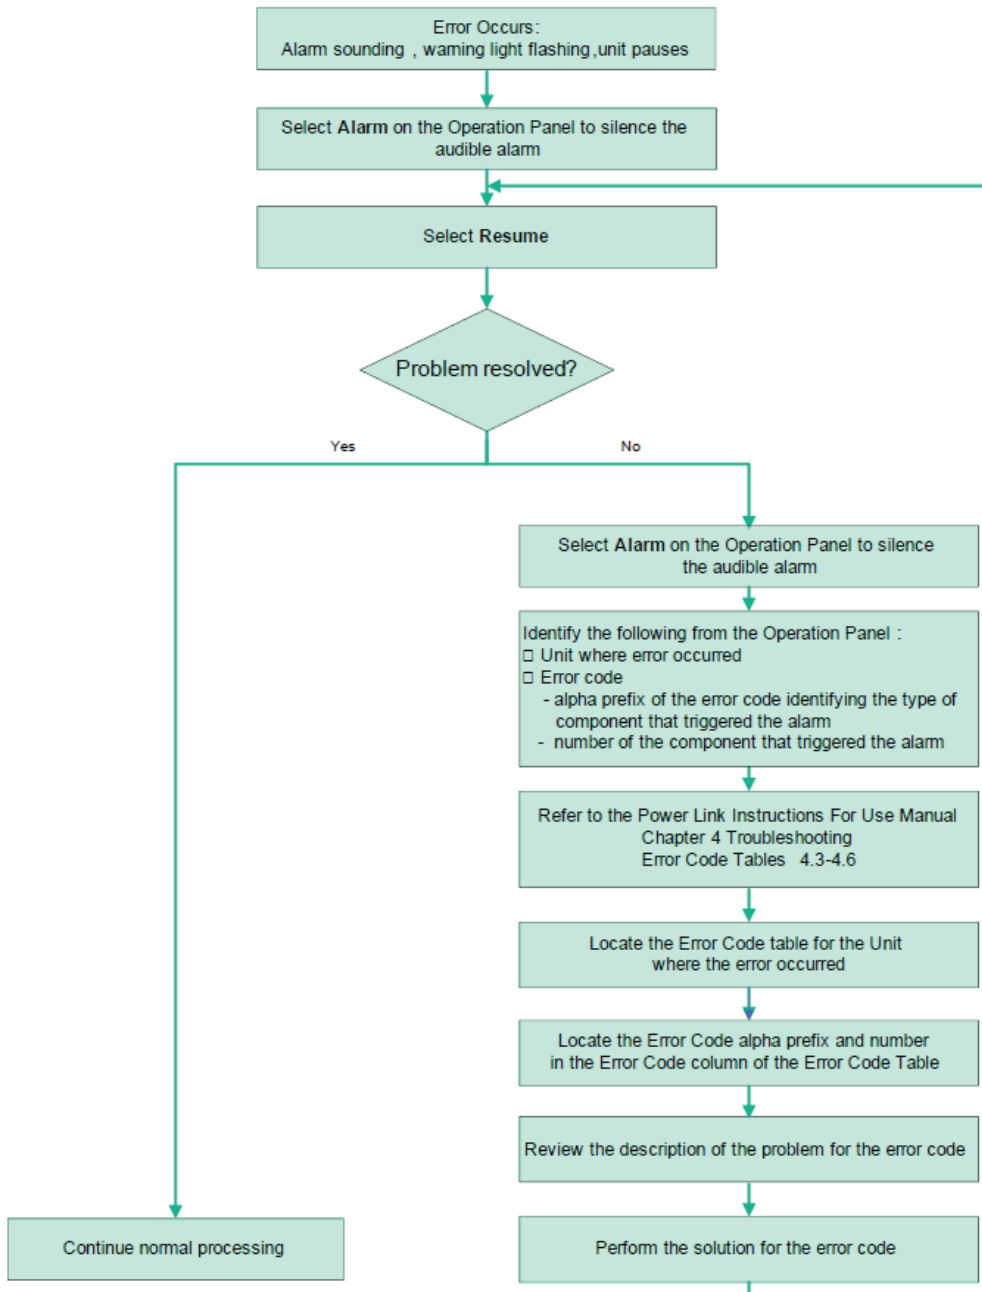 Error Occurs:
Alarm sounding , warning light flashing ,unit pauses
Select Alarm on the Operation Panel to silence the
audible alarm
Select Resume
Problem resolved?
Yes
No
Select Alarm on the Operation Panel to silence
the audible alarm
Identify the following from the Operation Panel :
□ Unit where error occurred
□ Error code
- alpha prefix of the error code identifying the type of
component that triggered the alarm
- number of the component that triggered the alarm
Refer to the Power Link Instructions For Use Manual
Chapter 4 Troubleshooting
Error Code Tables 4.3-4.6
Locate the Error Code table for the Unit
where the error occurred
Locate the Error Code alpha prefix and number
in the Error Code column of the Error Code Table
Review the description of the problem for the error code
Continue normal processing
Perform the solution for the error code